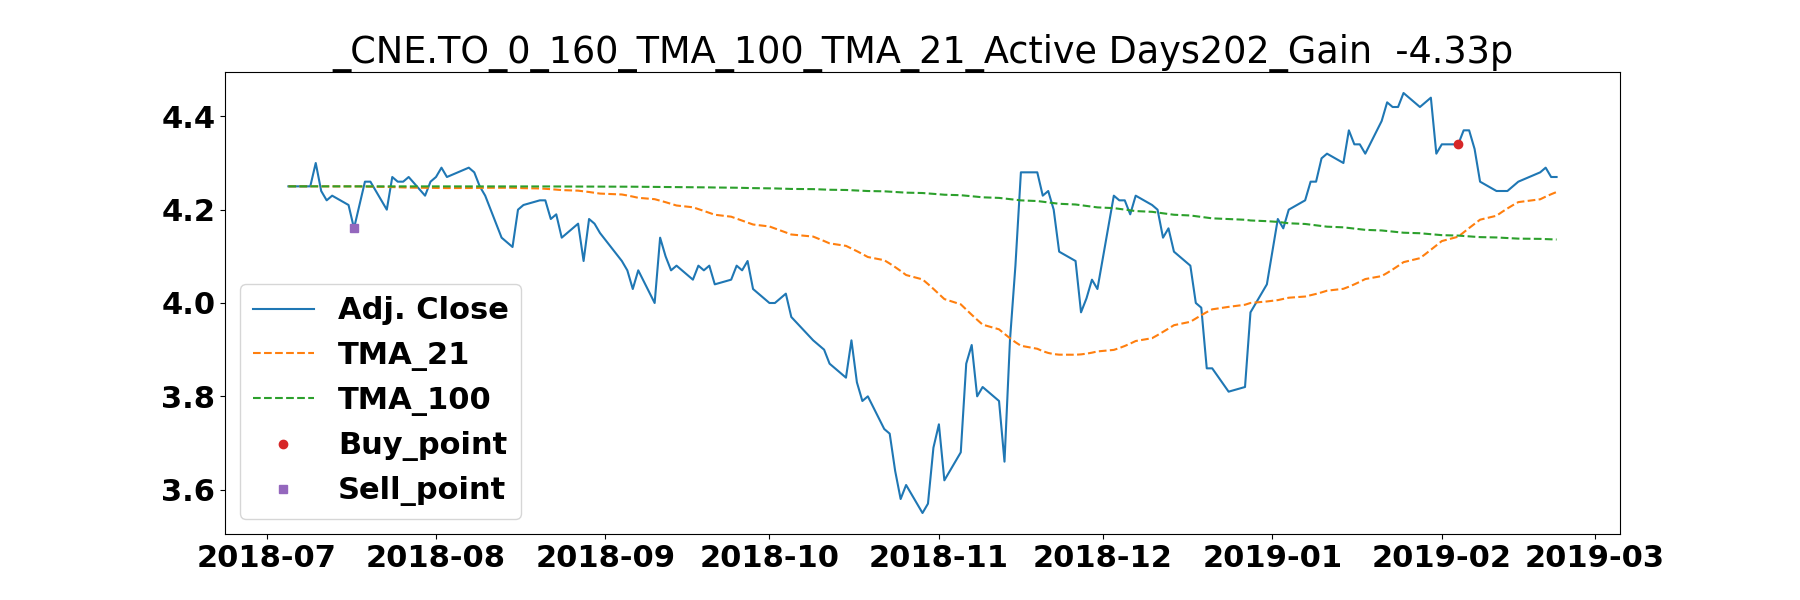 _CNE.TO_0_160_TMA_100_TMA_21_Active Days202_Gain  -4.33p
4.4
4.2
4.0
3.8
3.6
Adj. Close
TMA_21
TMA_100
Buy_point
Sell_point
2018-07 2018-08 2018-09 2018-10 2018-11 2018-12 2019-01 2019-02 2019-03